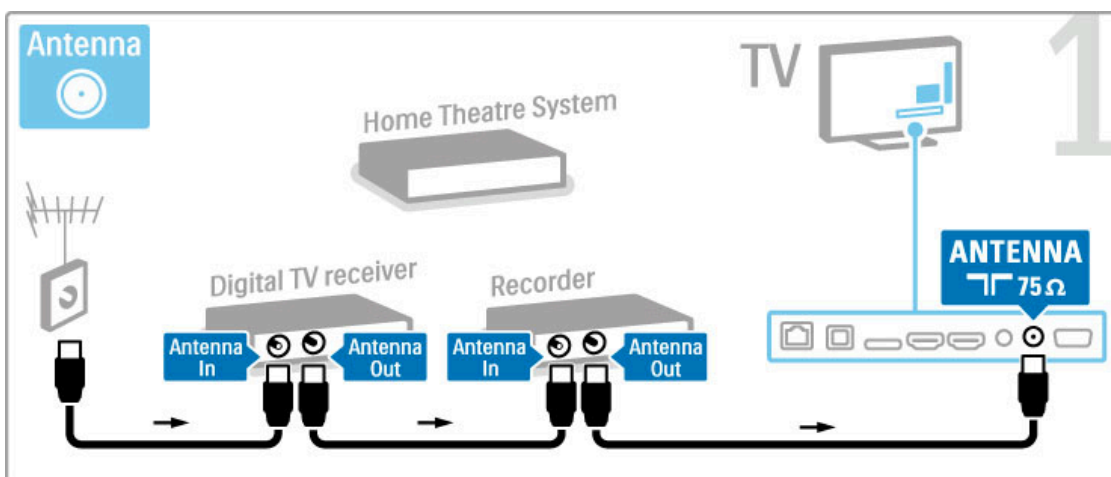 Antenna
TV
1
Home Theatre System
Digital TV receiver
Recorder
ANTENNA
75 Ω
Antenna
In
Antenna
Out
Antenna
In
Antenna
Out